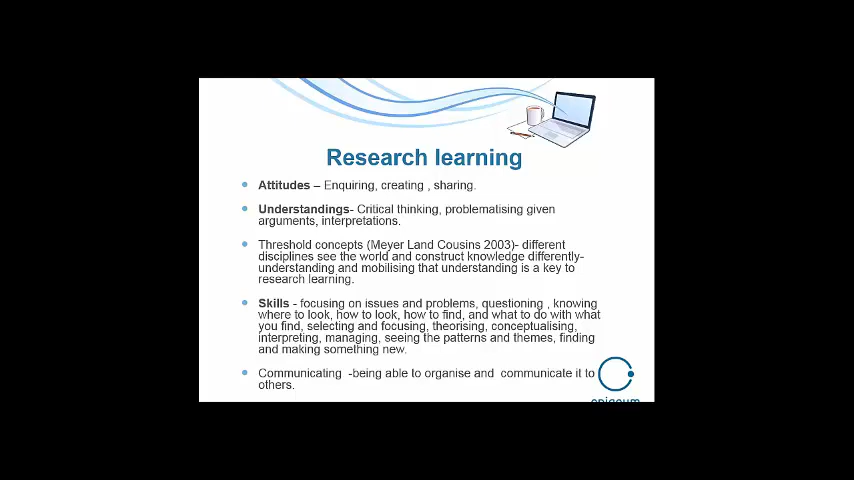 Research learning
Attitudes – Enquiring, creating , sharing.
Understandings- Critical thinking, problematising given
arguments, interpretations.
Threshold concepts (Meyer Land Cousins 2003)- different
disciplines see the world and construct knowledge differently-
understanding and mobilising that understanding is a key to
research learning.
Skills - focusing on issues and problems, questioning , knowing
where to look, how to look, how to find, and what to do with what
you find, selecting and focusing, theorising, conceptualising,
interpreting, managing, seeing the patterns and themes, finding
and making something new.
Communicating -being able to organise and communicate it to
others.
epigeum